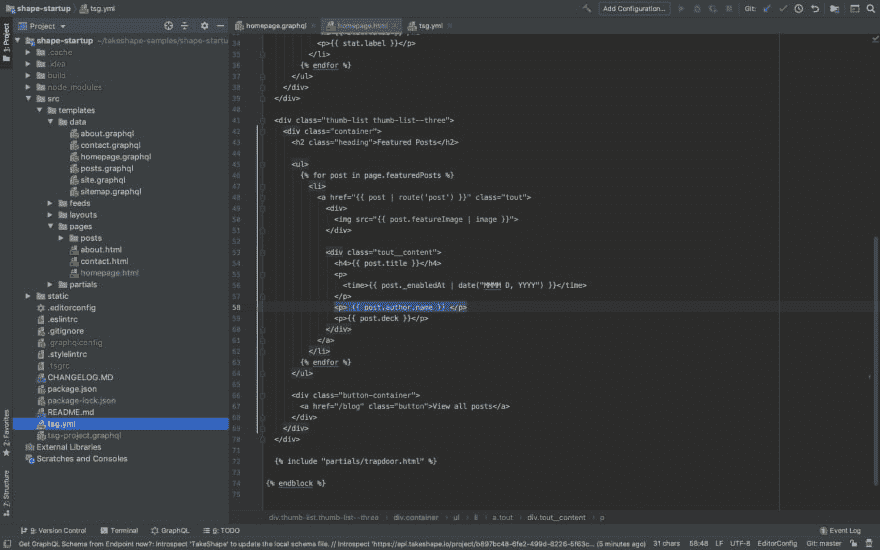 shape-startup
tsg.yml
Add Configuration...
Git:
Project
homepage.graphql
homepage.html
tsg.yml
1: Project
shape-startup ~/takeshape-samples/shape-startu
.cache
.idea
build
node_modules
src
templates
data
about.graphql
contact.graphql
homepage.graphql
posts.graphql
site.graphql
sitemap.graphql
feeds
layouts
pages
posts
about.html
contact.html
homepage.html
partials
static
.editorconfig
.eslintrc
.gitignore
.graphqlconfig
.stylelintrc
.tsgrc
CHANGELOG.MD
package.json
package-lock.json
README.md
tsg.yml
tag-project.graphql
External Libraries
Scratches and Consoles
2: Favorites
7: Structure
34 <p>{{ stat.label }}</p>
35 </li>
36 {% endfor %}
37 </ul>
38 </div>
39 </div>
40
41 <div class="thumb-list thumb-list--three">
42 <div class="container">
43 <h2 class="heading">Featured Posts</h2>
44
45 <ul>
46 {% for post in page.featuredPosts %}
47 <li>
48 <a href="{{ post | route('post') }}" class="tout">
49 <div>
50 <img src="{{ post.featureImage | image }}">
51 </div>
52
53 <div class="tout__content">
54 <h4>{{ post.title }}</h4>
55 <p>
56 <time>{{ post._enabledAt | date("MMMM D, YYYY") }}</time>
57 </p>
58 <p> {{ post.author.name }} </p>
59 <p>{{ post.deck }}</p>
60 </div>
61 </a>
62 </li>
63 {% endfor %}
64 </ul>
65
66 <div class="button-container">
67 <a href="/blog" class="button">View all posts</a>
68 </div>
69 </div>
70 </div>
71
72 {% include "partials/trapdoor.html" %}
73
74 {% endblock %}
75
div.thumb-list.thumb-list--three
div.container
ul
li
a.tout
div.tout__content
p
9: Version Control
Terminal
GraphQL
6: TODO
Event Log
Get GraphQL Schema from Endpoint now?: Introspect 'TakeShape' to update the local schema file. // Introspect 'https://api.takeshape.io/project/b897bc48-6fe2-499d-8226-5f63c... (5 minutes ago)
31 chars
58:48
LF
UTF-8
EditorConfig
Git: master